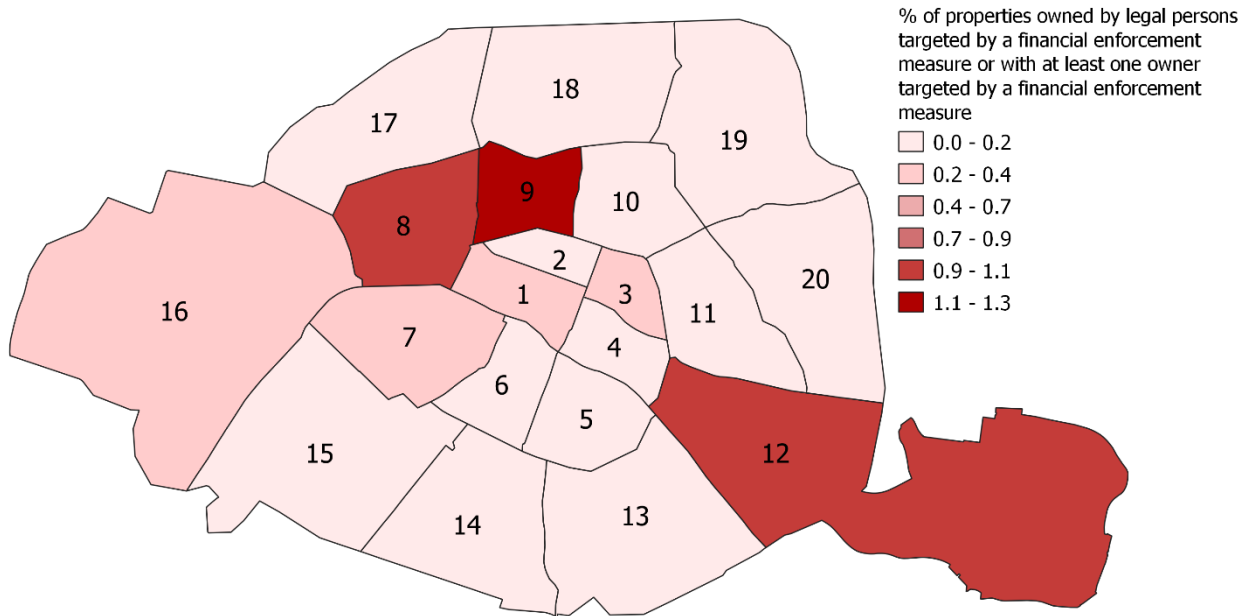 % of properties owned by legal persons
targeted by a financial enforcement
measure or with at least one owner
targeted by a financial enforcement
measure
0.0 - 0.2
0.2 - 0.4
0.4 - 0.7
0.7 - 0.9
0.9 - 1.1
1.1 - 1.3
18
17
19
9
10
8
2
20
1
3
16
11
7
4
6
5
15
12
13
14